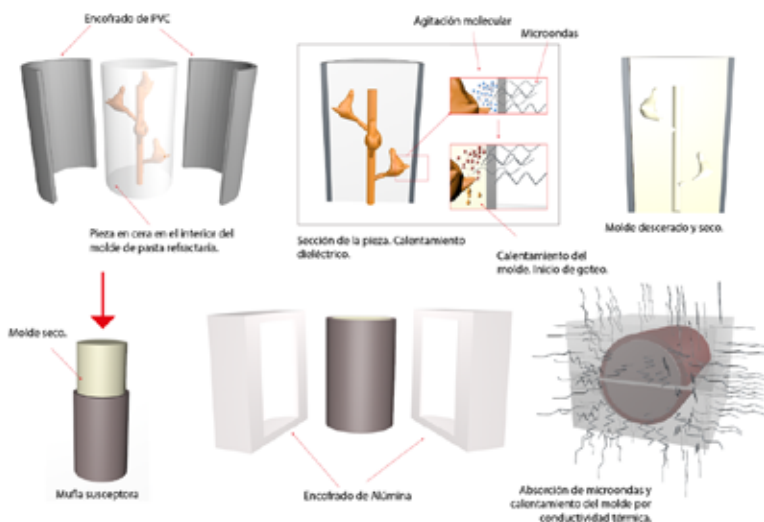 Encofrado de PVC
Agitación molecular
Microondas
Pieza en cera en el interior del
molde de pasta refractaria.
Sección de la pieza. Calentamiento
dieléctrico.
Calentamiento del
molde. Inicio de goteo.
Molde descerado y seco.
Molde seco.
Mufla susceptora
Encofrado de Alúmina
Absorción de microondas y
calentamiento del molde por
conductividad térmica.